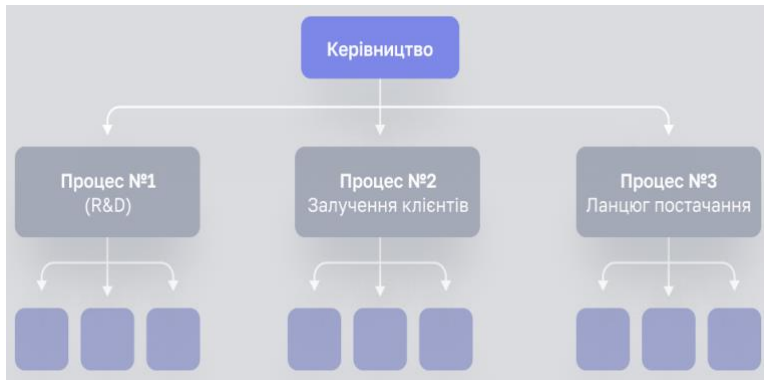 Керівництво
Процес №1
(R&D)
Процес №2
Залучення клієнтів
Процес №3
Ланцюг постачання